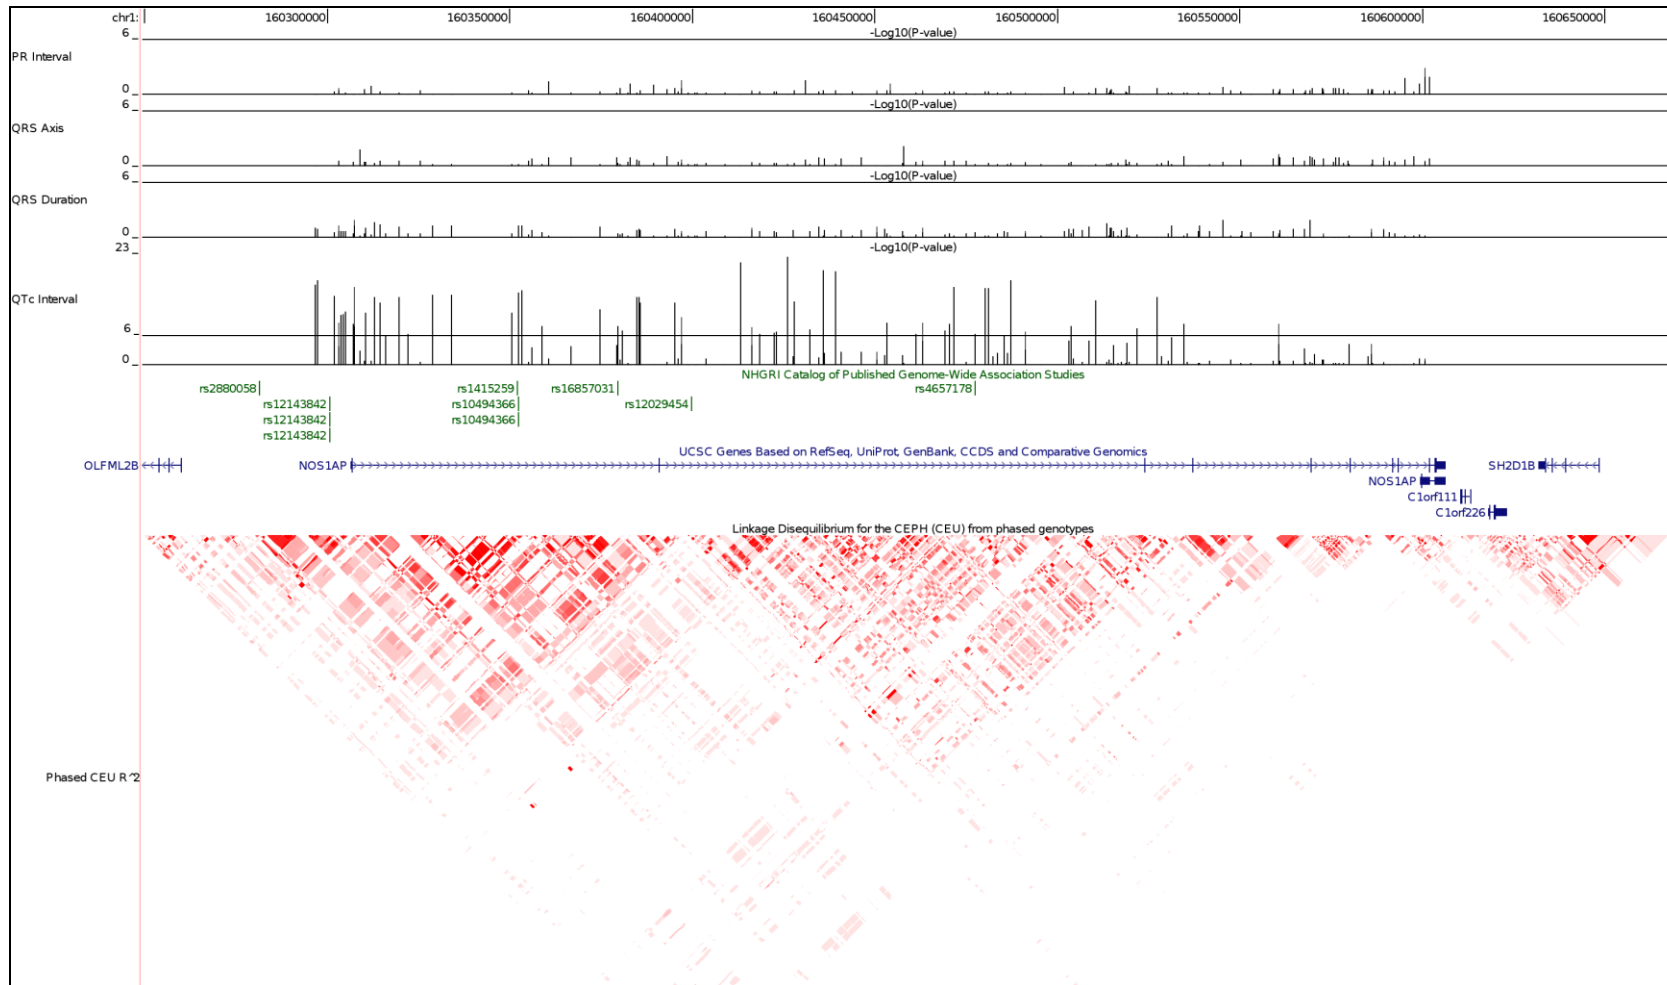 chr1: 160300000| 160350000| 160400000| 160450000| 160500000| 160550000| 160600000| 160650000|
6 _ -Log10(P-value)
PR Interval
0 _
6 _ -Log10(P-value)
QRS Axis
0 _
6 _ -Log10(P-value)
QRS Duration
0 _
23 _ -Log10(P-value)
QTc Interval
6 _
0 _
NHGRI Catalog of Published Genome-Wide Association Studies
rs2880058 rs1415259 rs16857031 rs4657178
rs12143842 rs10494366 rs12029454
rs12143842 rs10494366
rs12143842
UCSC Genes Based on RefSeq, UniProt, GenBank, CCDS and Comparative Genomics
OLFML2B NOS1AP SH2D1B
NOS1AP
C1orf111
C1orf226
Linkage Disequilibrium for the CEPH (CEU) from phased genotypes
Phased CEU R^2